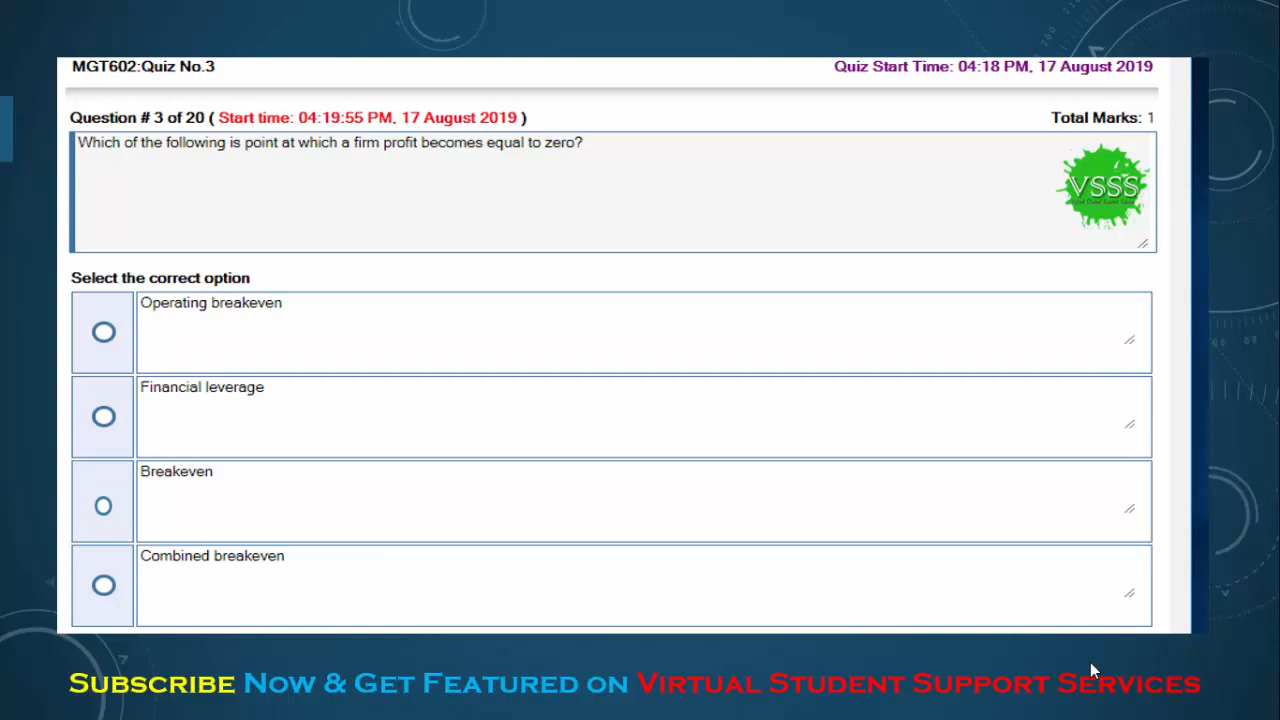 MGT602:Quiz No.3
Quiz Start Time: 04:18 PM, 17 August 2019
Question # 3 of 20 ( Start time: 04:19:55 PM, 17 August 2019 )
Total Marks: 1
Which of the following is point at which a firm profit becomes equal to zero?
VSSS
Select the correct option
Operating breakeven
Financial leverage
Breakeven
Combined breakeven
SUBSCRIBE NOW & GET FEATURED ON VIRTUAL STUDENT SUPPORT SERVICES